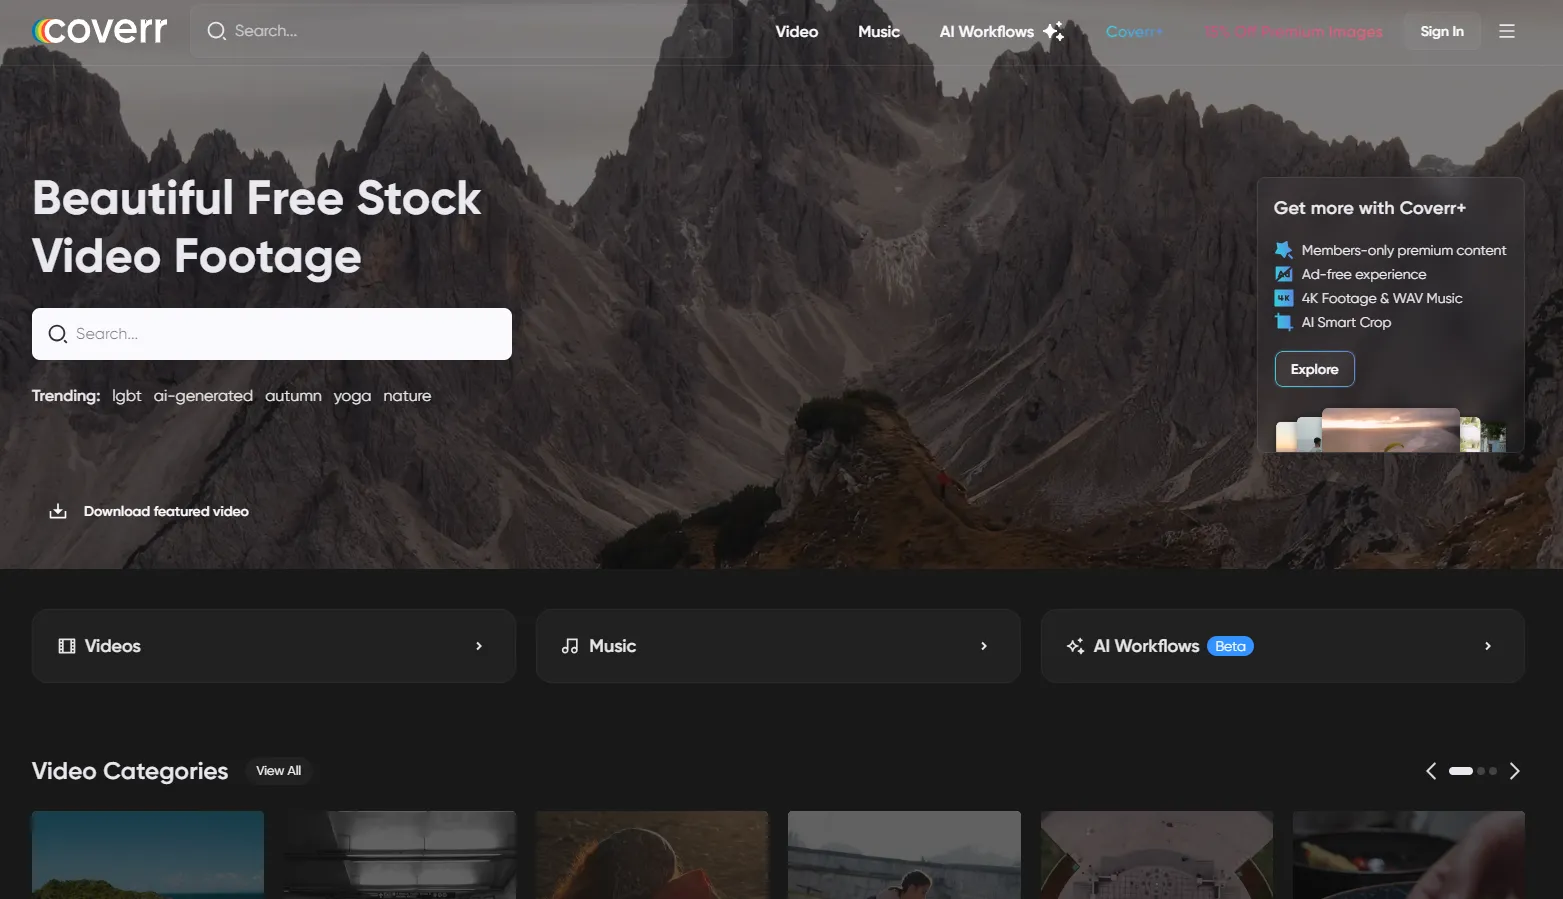 coverr
Search...
Video
Music
AI Workflows
Coverr+
Premium Images
Sign In
Beautiful Free Stock
Video Footage
Search...
Trending: lgbt ai-generated autumn yoga nature
Download featured video
Get more with Coverr+
Members-only premium content
Ad
Ad-free experience
4K
4K Footage & WAV Music
AI Smart Crop
Explore
Videos
Music
AI Workflows Beta
Video Categories
View All